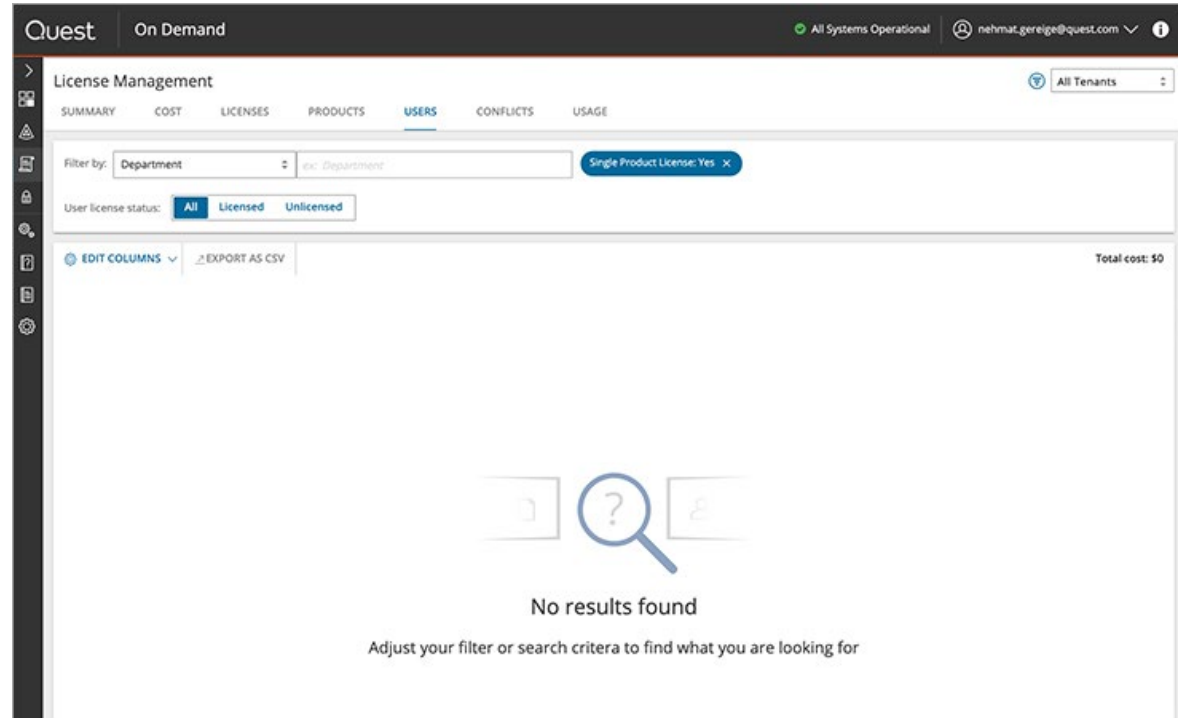 Quest On Demand All Systems Operational nehmat.gereige@quest.com
License Management All Tenants
SUMMARY COST LICENSES PRODUCTS USERS CONFLICTS USAGE
Filter by: Department ex: Department Single Product License: Yes ×
User license status: All Licensed Unlicensed
EDIT COLUMNS EXPORT AS CSV Total cost: $0
?
No results found
Adjust your filter or search critera to find what you are looking for